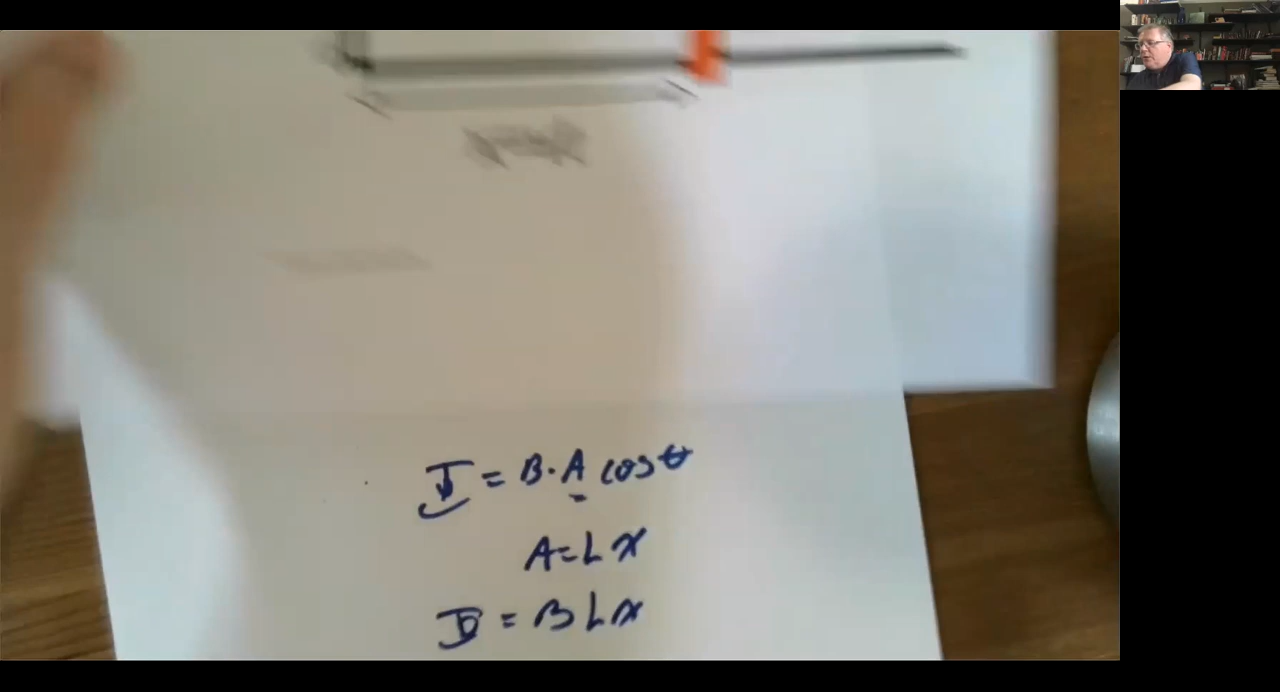 Φ = B · A cos θ
A = L x
Φ = B L x